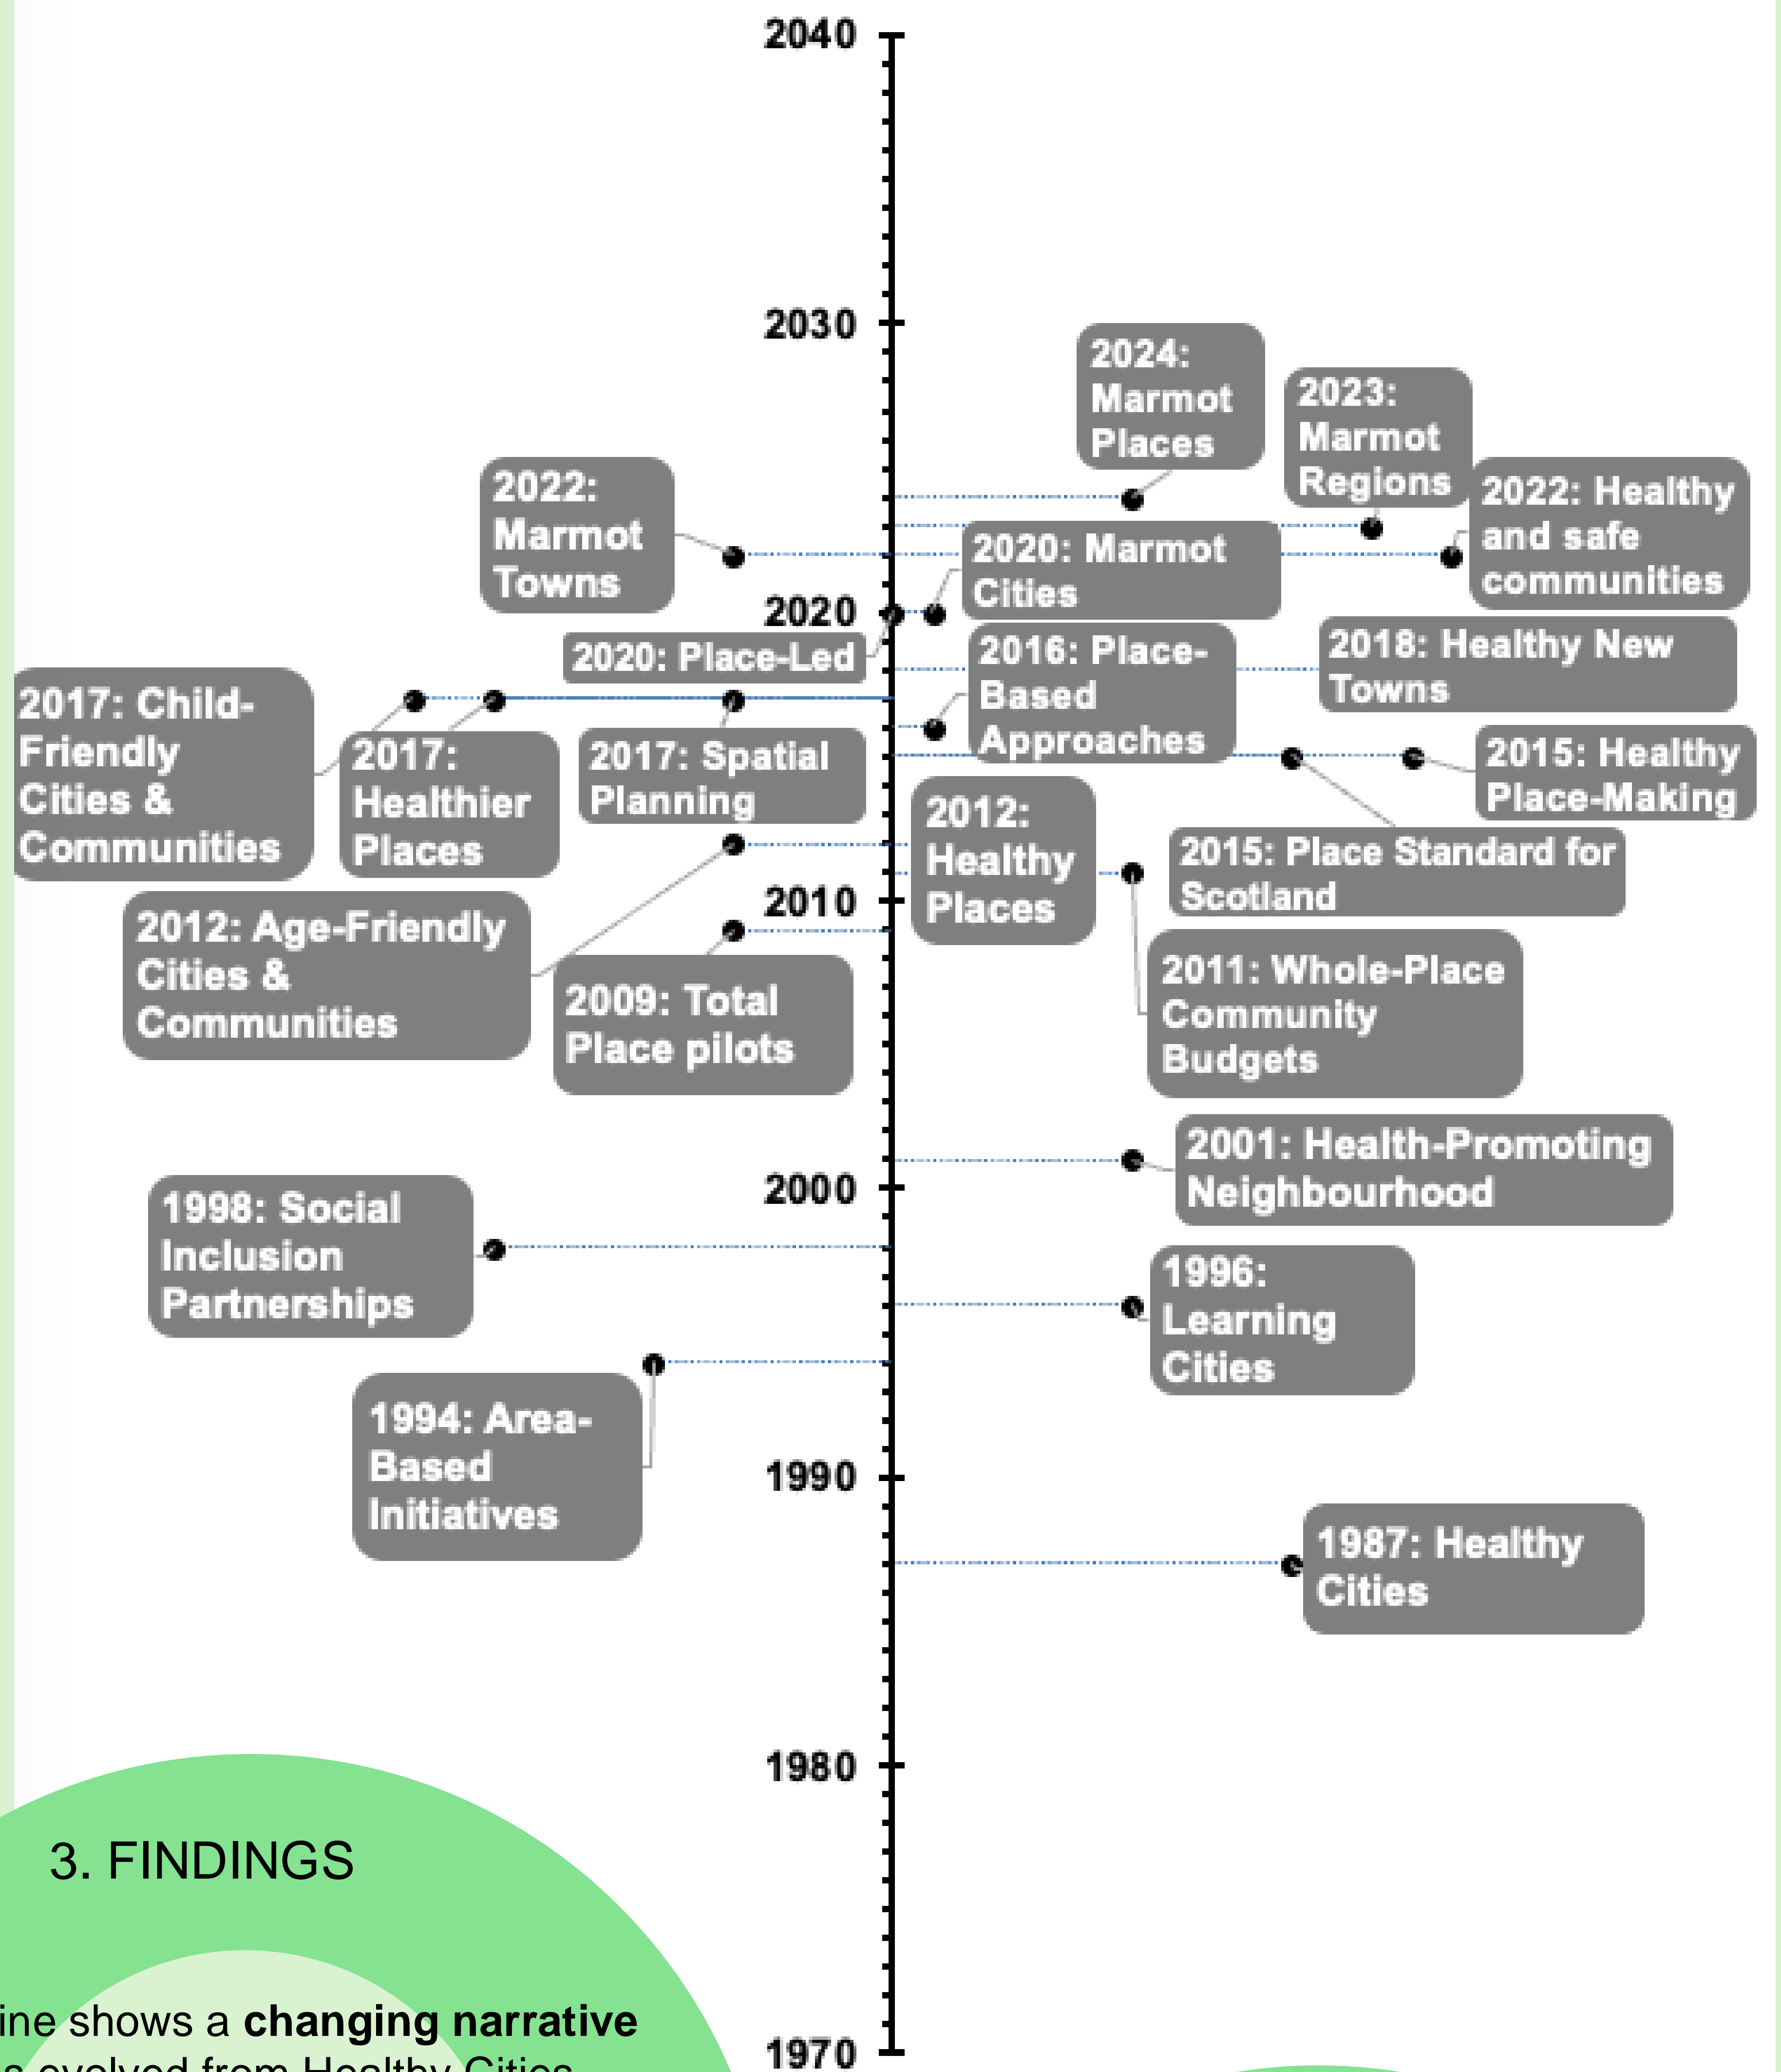 2040
2030
2024:
Marmot
Places
2023:
Marmot
Regions
2022:
Marmot
Towns
2022: Healthy
and safe
communities
2020: Marmot
Cities
2020
2020: Place-Led
2016: Place-
Based
Approaches
2018: Healthy New
Towns
2017: Child-
Friendly
Cities &
Communities
2017:
Healthier
Places
2017: Spatial
Planning
2015: Healthy
Place-Making
2012:
Healthy
Places
2015: Place Standard for
Scotland
2010
2012: Age-Friendly
Cities &
Communities
2009: Total
Place pilots
2011: Whole-Place
Community
Budgets
2001: Health-Promoting
Neighbourhood
2000
1998: Social
Inclusion
Partnerships
1996:
Learning
Cities
1994: Area-
Based
Initiatives
1990
1987: Healthy
Cities
1980
3. FINDINGS
ine shows a changing narrative
s evolved from Healthy Cities
1970